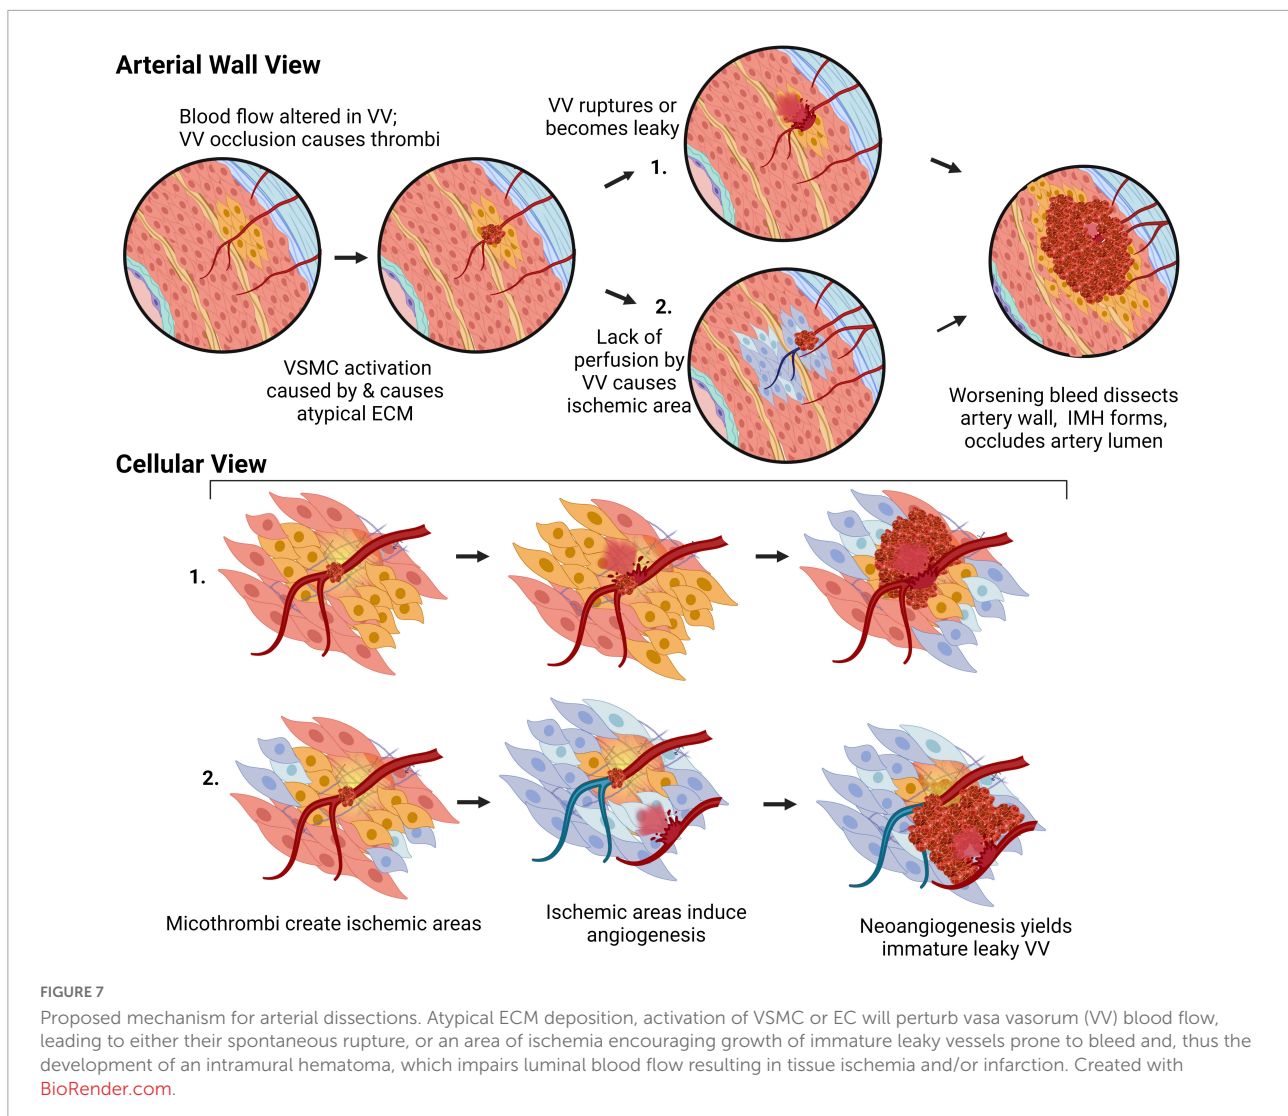 Arterial Wall View
Blood flow altered in VV;
VV occlusion causes thrombi
VSMC activation
caused by & causes
atypical ECM
VV ruptures or
becomes leaky
1.
2.
Lack of
perfusion by
VV causes
ischemic area
Worsening bleed dissects
artery wall, IMH forms,
occludes artery lumen
Cellular View
1.
2.
Micothrombi create ischemic areas
Ischemic areas induce
angiogenesis
Neoangiogenesis yields
immature leaky VV
FIGURE 7
Proposed mechanism for arterial dissections. Atypical ECM deposition, activation of VSMC or EC will perturb vasa vasorum (VV) blood flow,
leading to either their spontaneous rupture, or an area of ischemia encouraging growth of immature leaky vessels prone to bleed and, thus the
development of an intramural hematoma, which impairs luminal blood flow resulting in tissue ischemia and/or infarction. Created with
BioRender.com.